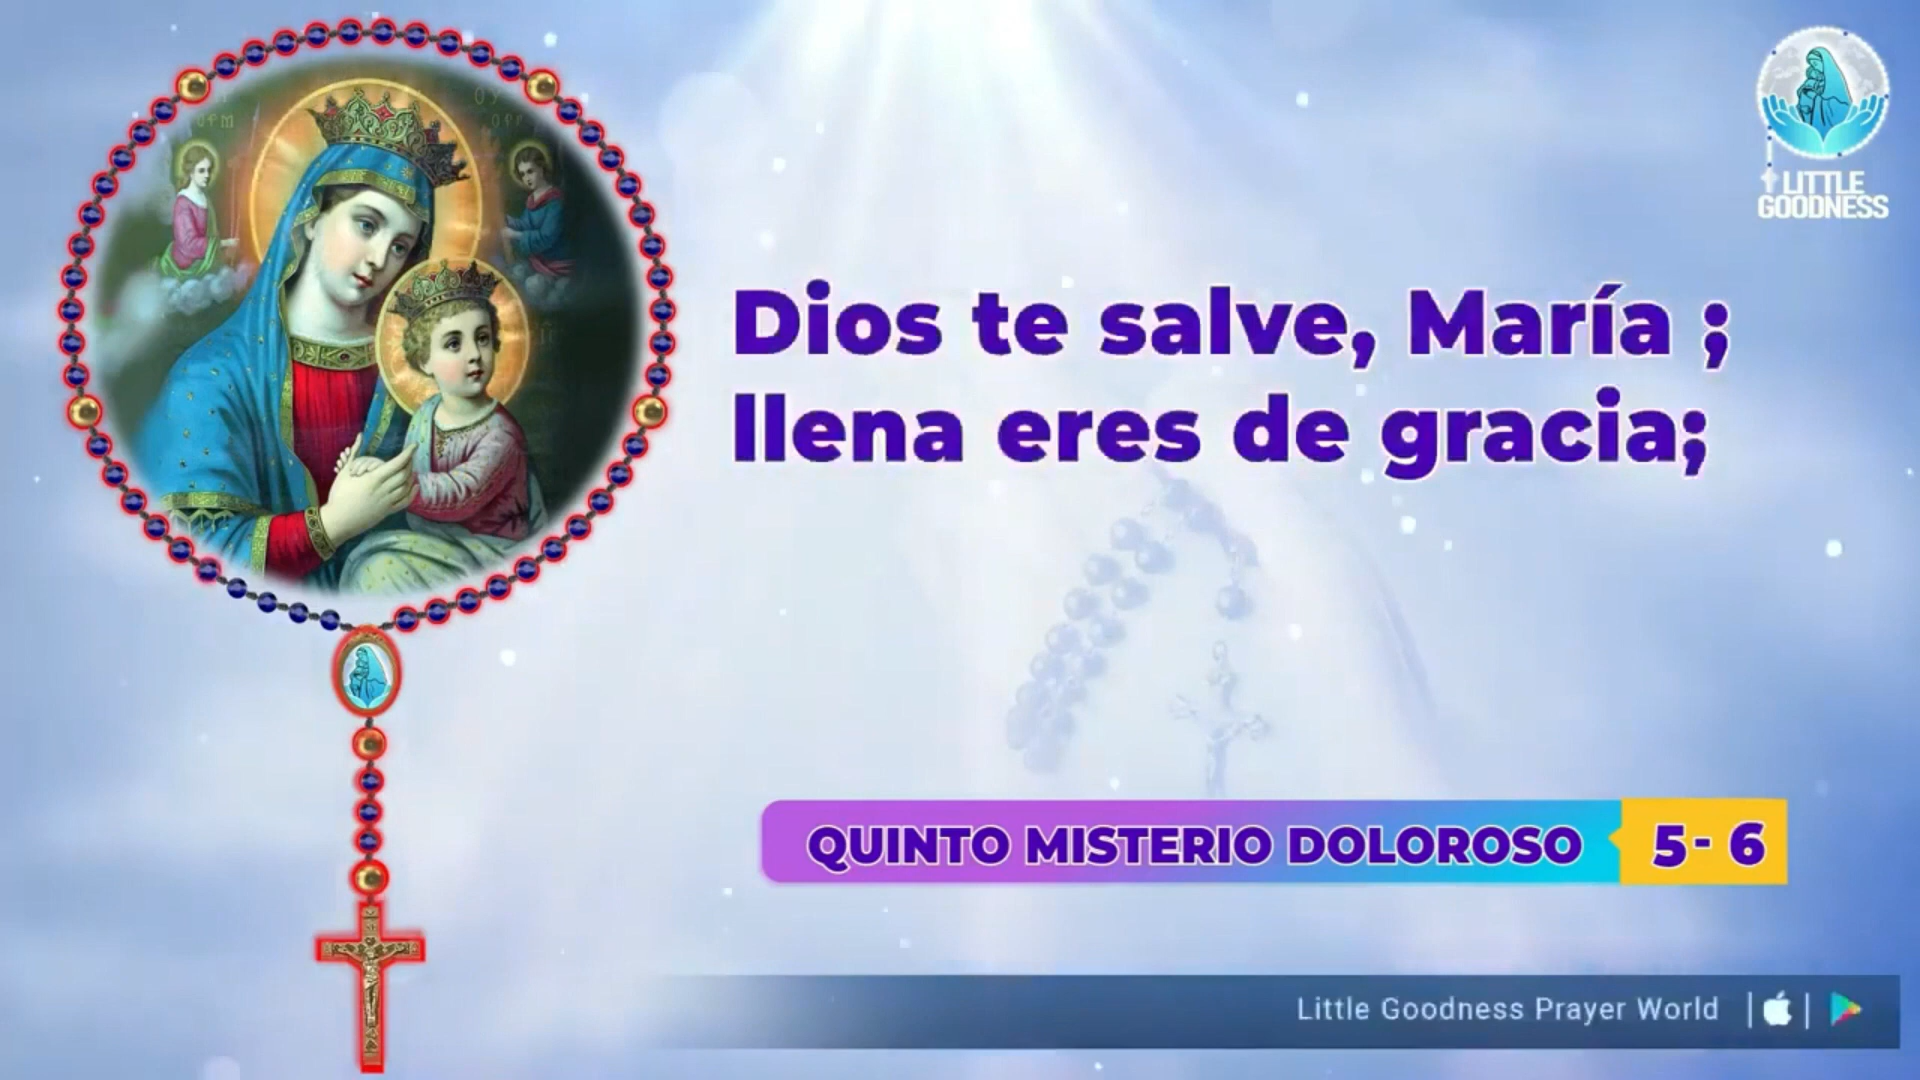 LITTLE
GOODNESS
Dios te salve, María ;
llena eres de gracia;
QUINTO MISTERIO DOLOROSO 5- 6
Little Goodness Prayer World